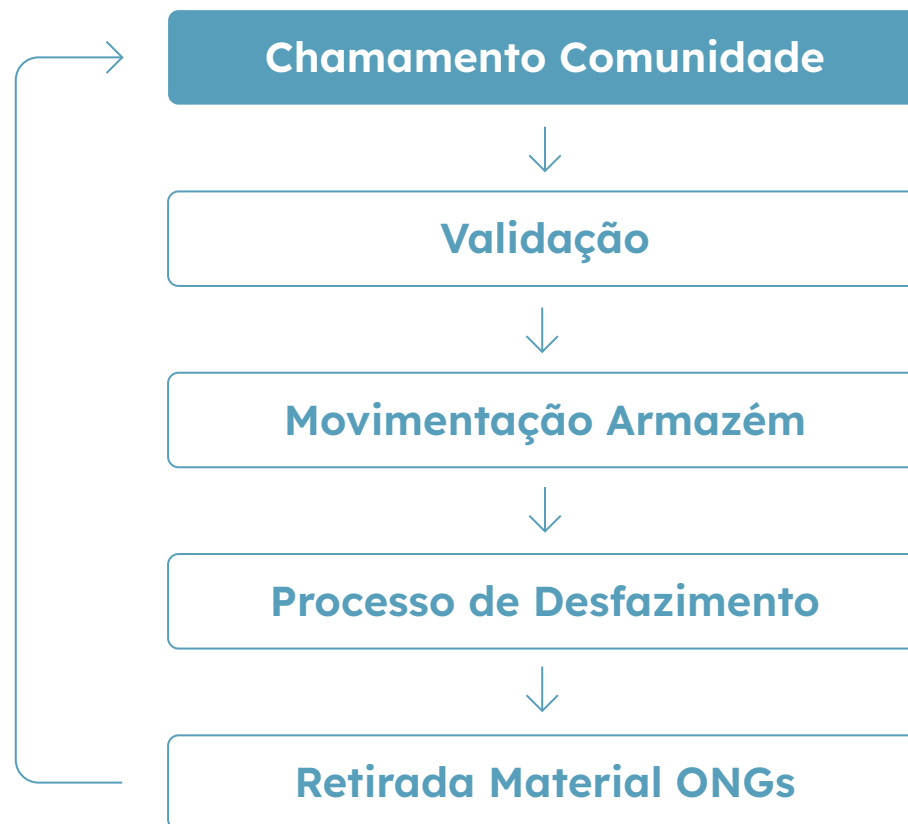 Chamamento Comunidade
Validação
Movimentação Armazém
Processo de Desfazimento
Retirada Material ONGs